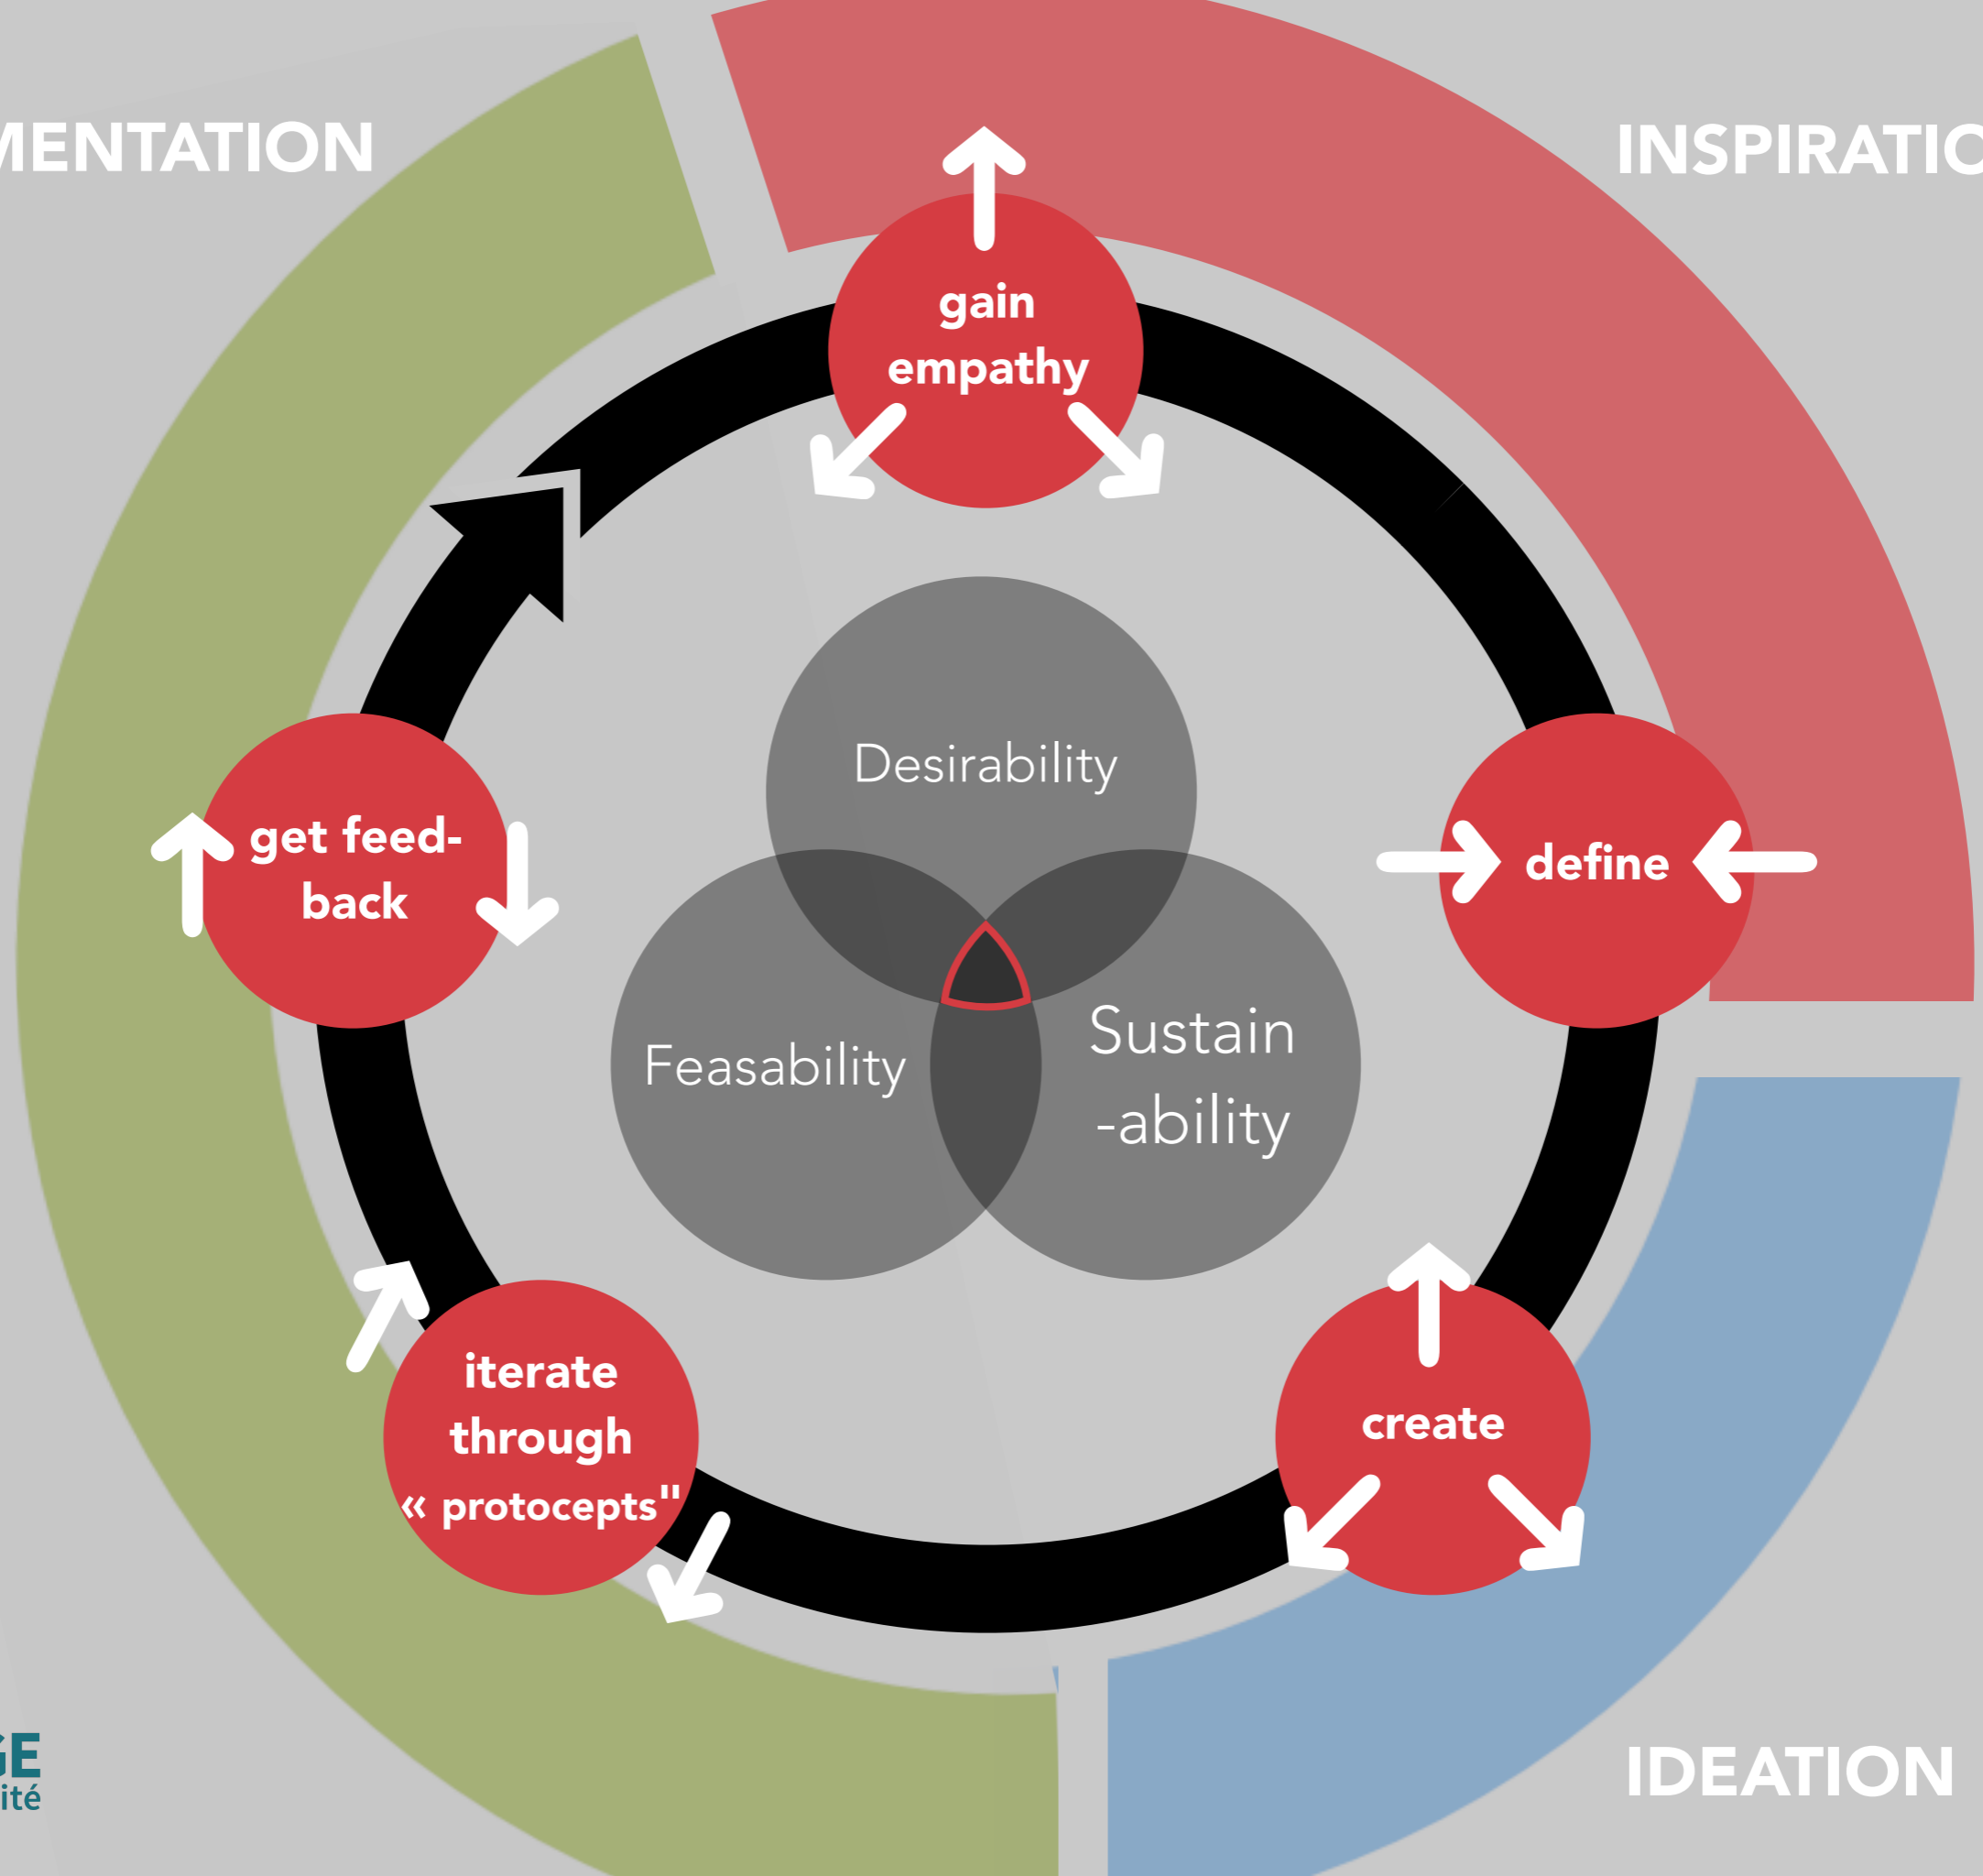 MENTATION
INSPIRATIO
gain
empathy
Desirability
get feed-
back
define
Feasability
Sustain
-ability
iterate
through
« protocepts"
create
GE
ité
IDEATION